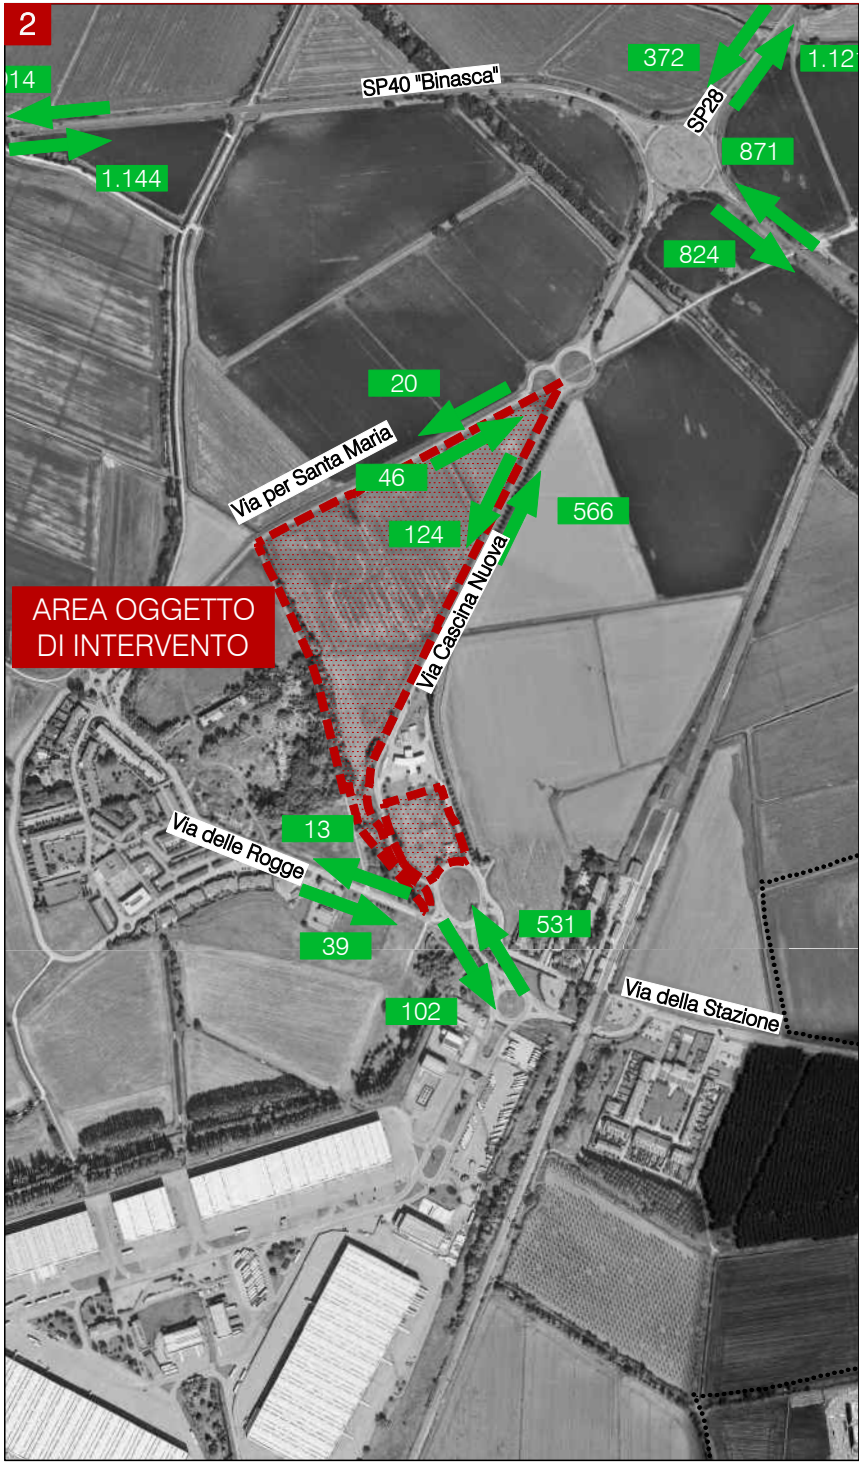 2
372
1.12
014
SP40 "Binasca"
SP28
1.144
871
824
20
Via per Santa Maria
46
124
566
Via Cascina Nuova
AREA OGGETTO
DI INTERVENTO
13
Via delle Rogge
39
531
102
Via della Stazione